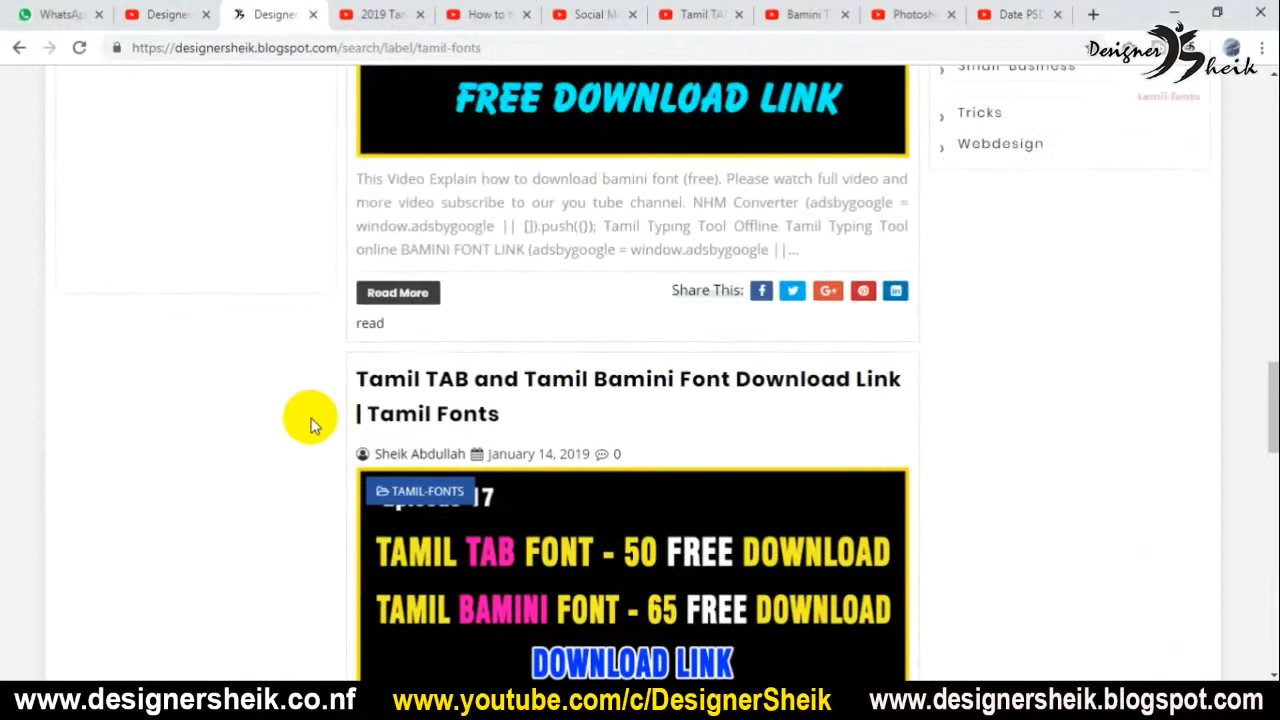 WhatsAp
Designer
Designer
2019 Tam
How to
Social M
Tamil TA
Bamini
Photosh
Date PSD
https://designersheik.blogspot.com/search/label/tamil-fonts
Designer Sheik
Small Business
tamil-fonts
Tricks
Webdesign
FREE DOWNLOAD LINK
This Video Explain how to download bamini font (free). Please watch full video and
more video subscribe to our you tube channel. NHM Converter (adsbygoogle =
window.adsbygoogle || []).push({}); Tamil Typing Tool Offline Tamil Typing Tool
online BAMINI FONT LINK (adsbygoogle = window.adsbygoogle ||...
Read More
Share This:
read
Tamil TAB and Tamil Bamini Font Download Link
| Tamil Fonts
Sheik Abdullah January 14, 2019 0
TAMIL-FONTS
17
TAMIL TAB FONT - 50 FREE DOWNLOAD
TAMIL BAMINI FONT - 65 FREE DOWNLOAD
DOWNLOAD LINK
www.designersheik.co.nf
www.youtube.com/c/DesignerSheik
www.designersheik.blogspot.com